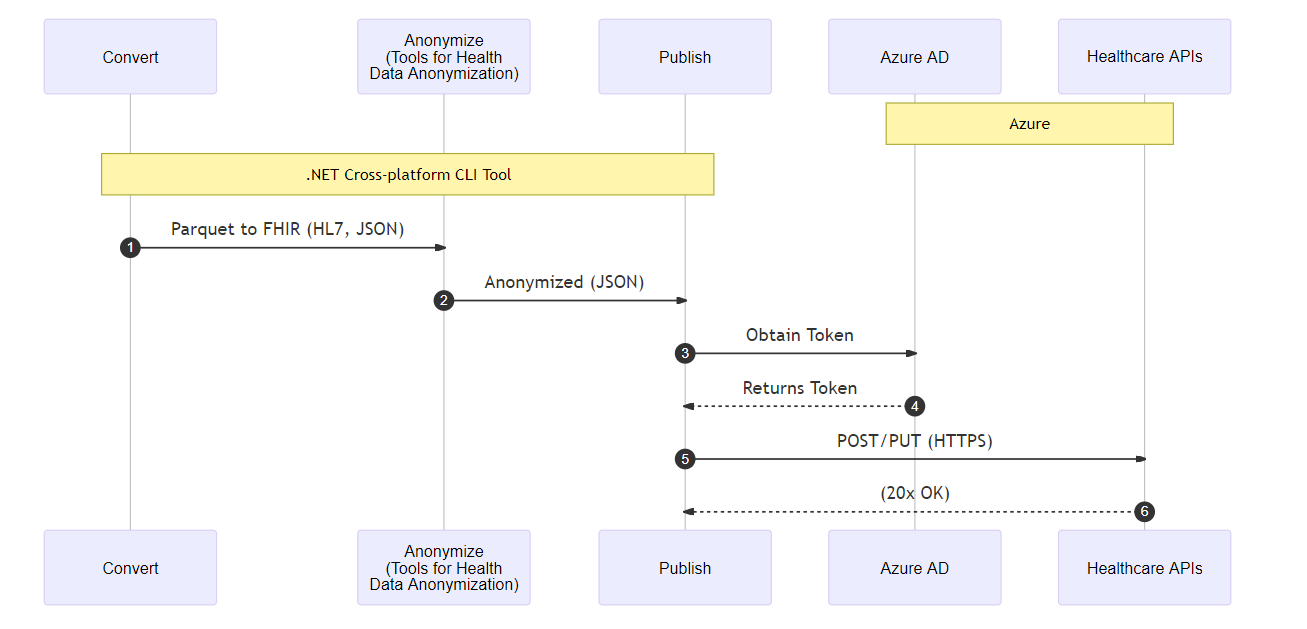 Convert
Anonymize
(Tools for Health
Data Anonymization)
Publish
Azure AD
Healthcare APIs
Azure
.NET Cross-platform CLI Tool
Parquet to FHIR (HL7, JSON)
1
Anonymized (JSON)
2
Obtain Token
3
Returns Token
4
POST/PUT (HTTPS)
5
(20x OK)
6
Convert
Anonymize
(Tools for Health
Data Anonymization)
Publish
Azure AD
Healthcare APIs